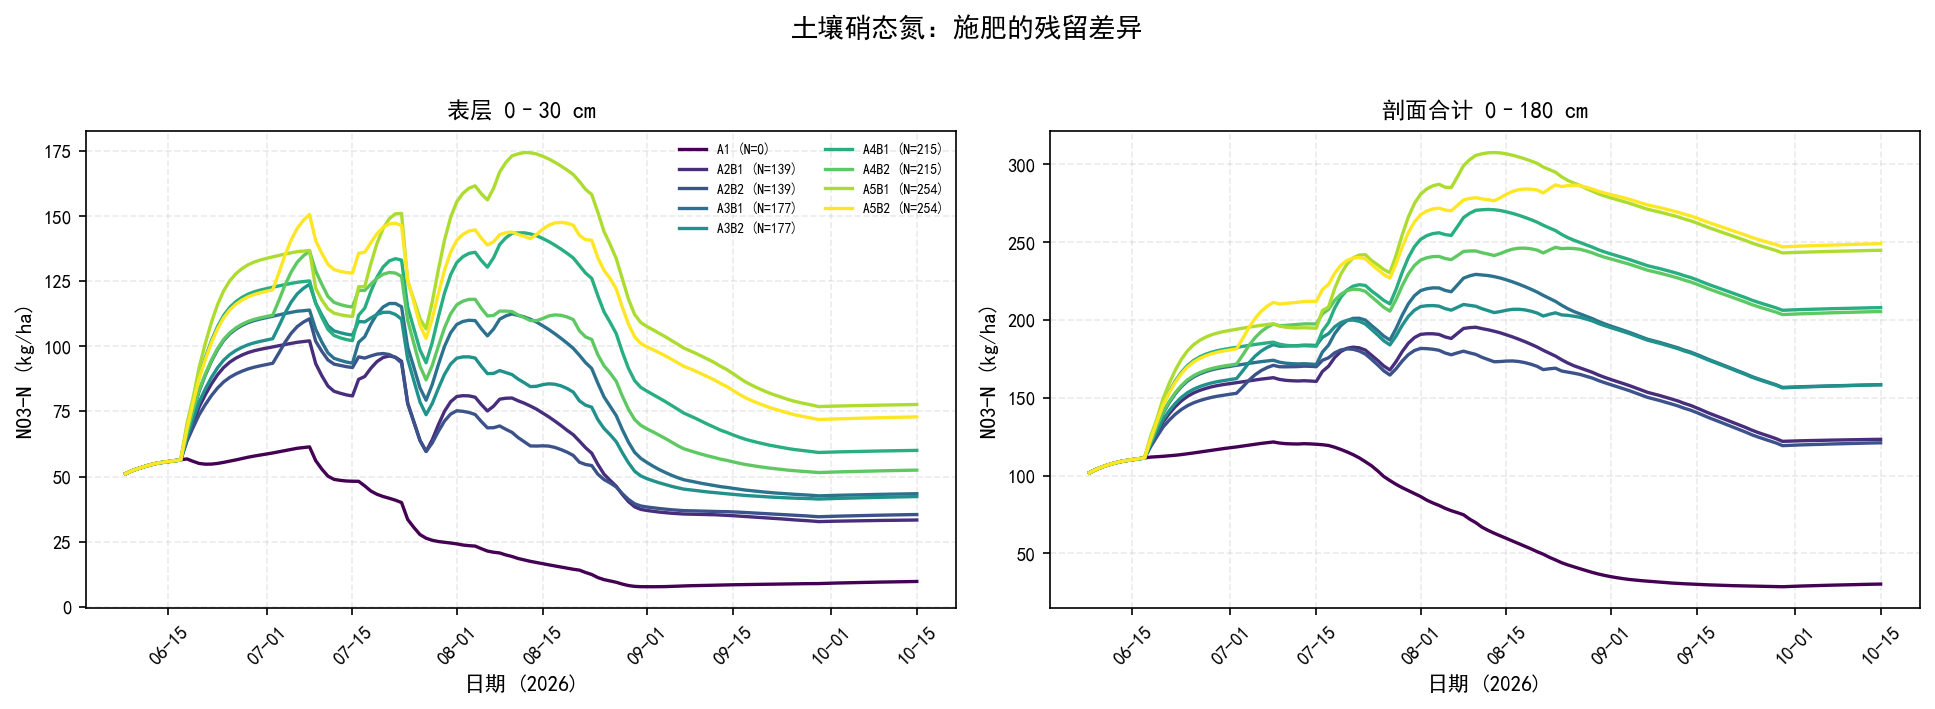 土壤硝态氮：施肥的残留差异
表层 0–30 cm
NO3-N (kg/ha)
175
150
125
100
75
50
25
0
A1 (N=0)
A2B1 (N=139)
A2B2 (N=139)
A3B1 (N=177)
A3B2 (N=177)
A4B1 (N=215)
A4B2 (N=215)
A5B1 (N=254)
A5B2 (N=254)
06-15
07-01
07-15
08-01
08-15
09-01
09-15
10-01
10-15
日期 (2026)
剖面合计 0–180 cm
NO3-N (kg/ha)
300
250
200
150
100
50
06-15
07-01
07-15
08-01
08-15
09-01
09-15
10-01
10-15
日期 (2026)